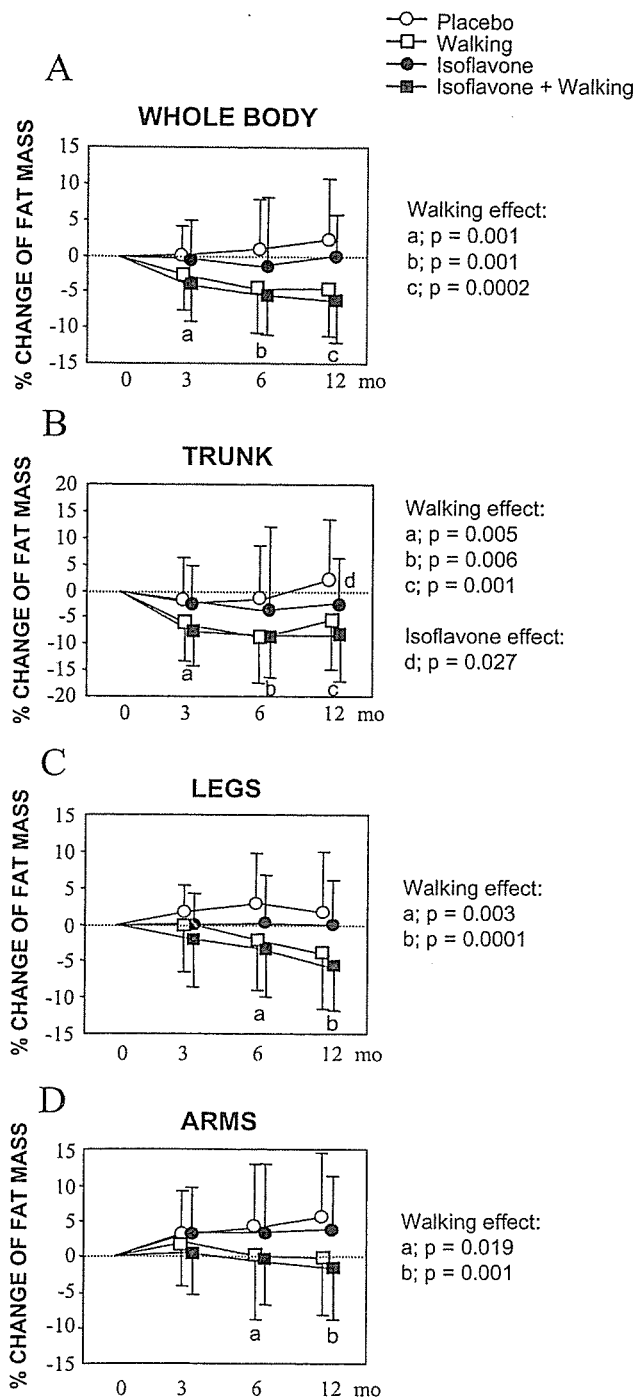 Placebo
Walking
Isoflavone
Isoflavone + Walking
A
WHOLE BODY
% CHANGE OF FAT MASS
15
10
5
0
-5
-10
-15
a
b
c
0 3 6 12 mo
Walking effect:
a; p = 0.001
b; p = 0.001
c; p = 0.0002
B
TRUNK
% CHANGE OF FAT MASS
20
15
10
5
0
-5
-10
-15
-20
d
a
b
c
0 3 6 12 mo
Walking effect:
a; p = 0.005
b; p = 0.006
c; p = 0.001
Isoflavone effect:
d; p = 0.027
C
LEGS
% CHANGE OF FAT MASS
15
10
5
0
-5
-10
-15
a
b
0 3 6 12 mo
Walking effect:
a; p = 0.003
b; p = 0.0001
D
ARMS
% CHANGE OF FAT MASS
15
10
5
0
-5
-10
-15
a
b
0 3 6 12 mo
Walking effect:
a; p = 0.019
b; p = 0.001